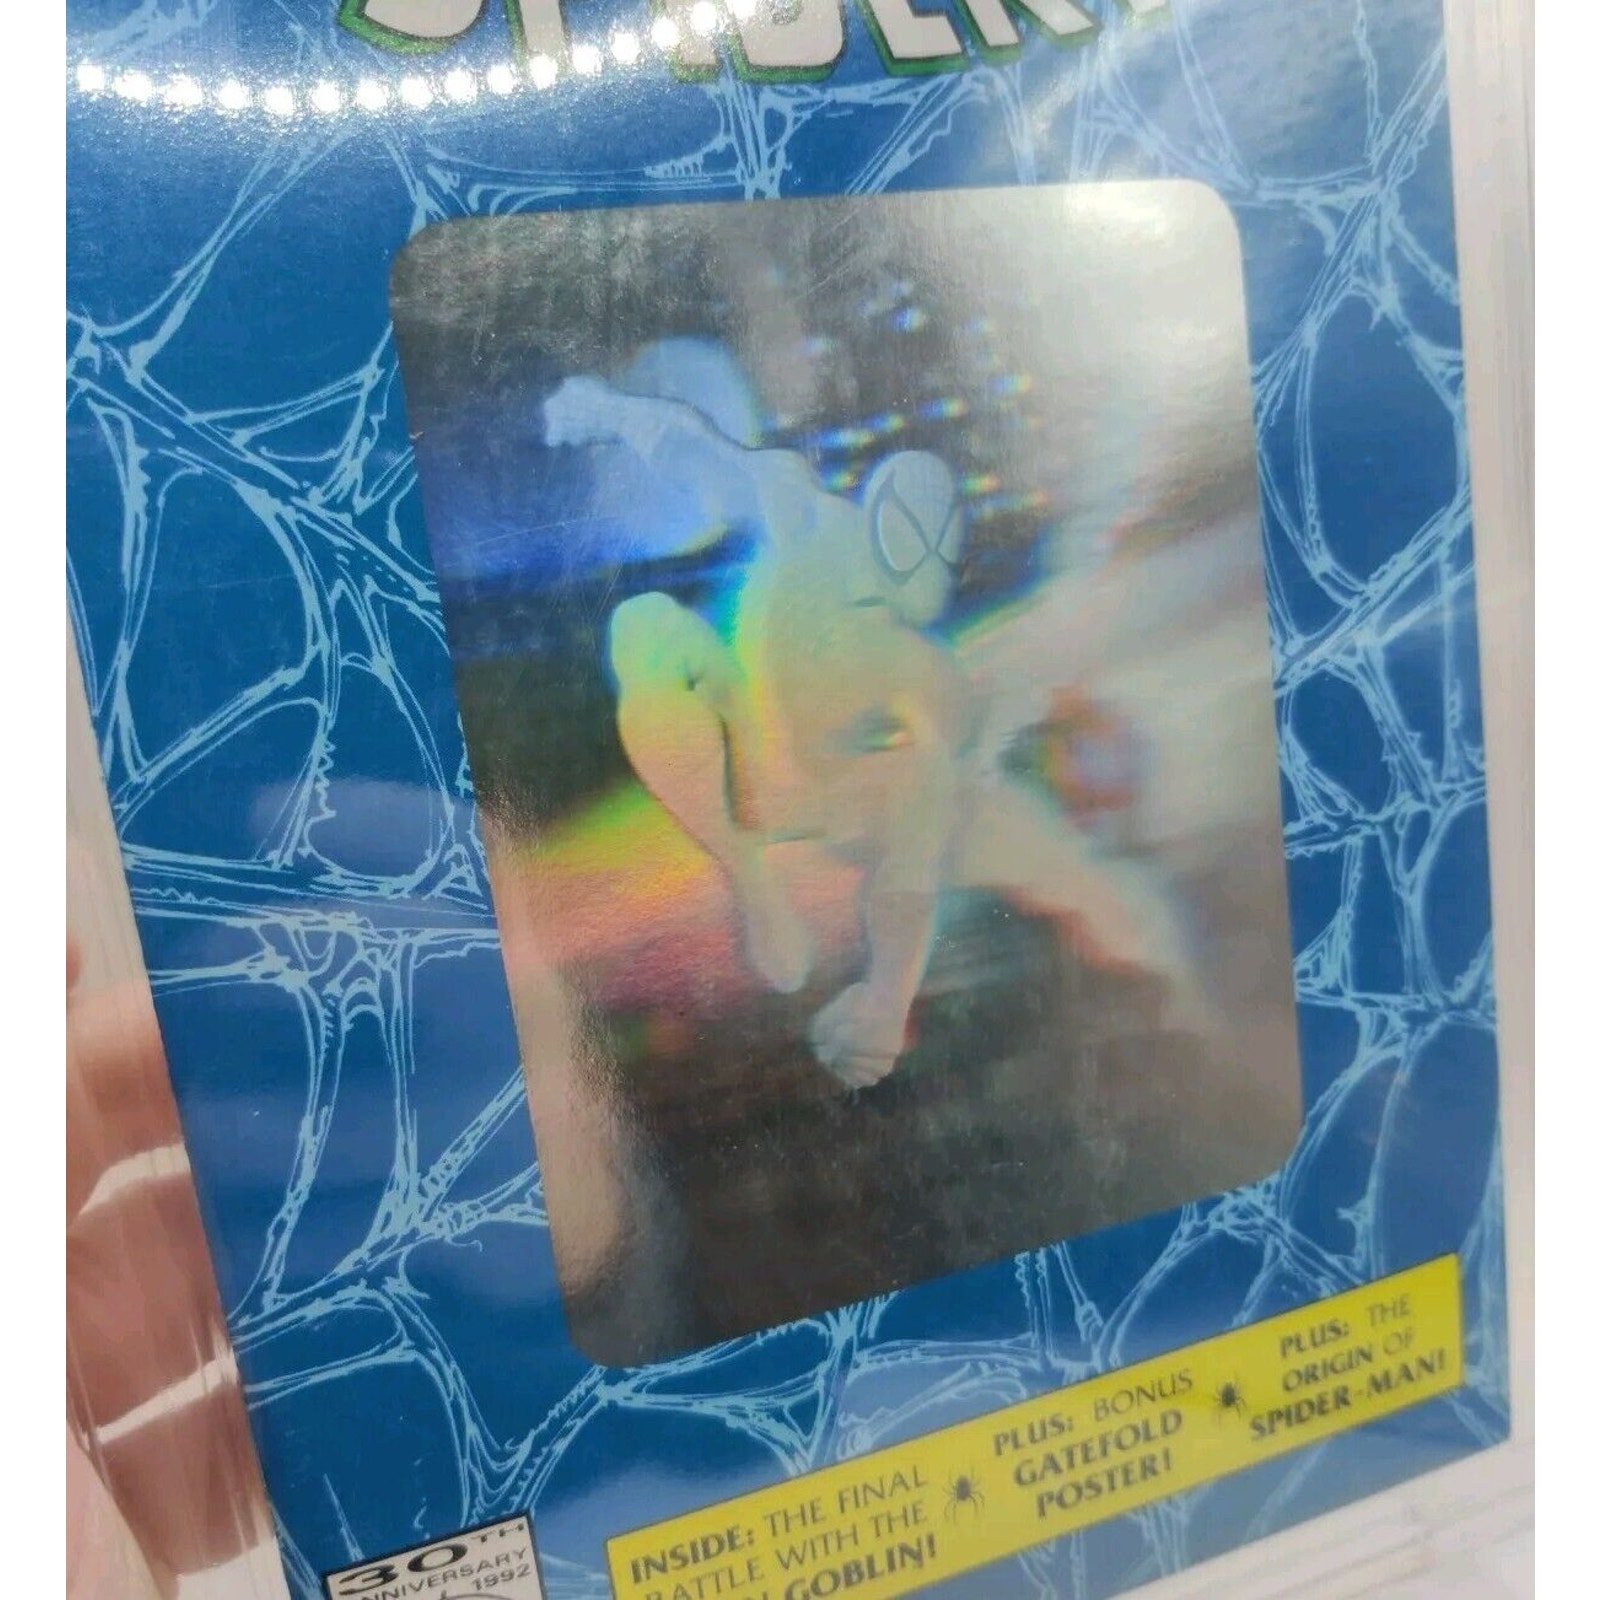 SPIDER-
INSIDE: THE FINAL
BATTLE WITH THE
GOBLIN!
PLUS: BONUS
GATEFOLD
POSTER!
PLUS: THE
ORIGIN OF
SPIDER-MAN!
30TH
ANNIVERSARY
1992